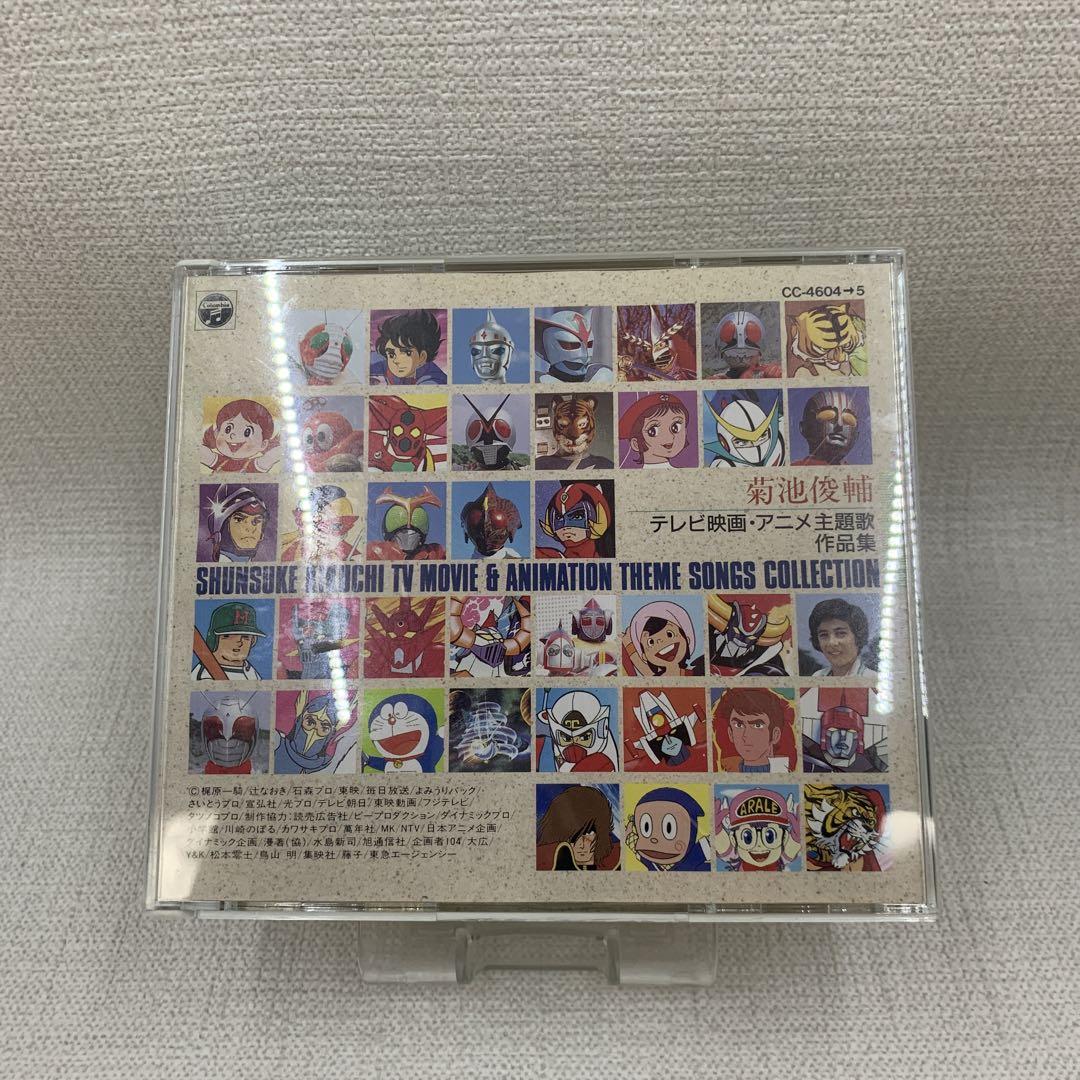 Columbia
CC-4604→5
菊池俊輔
テレビ映画・アニメ主題歌
作品集
SHUNSUKE KIKUCHI TV MOVIE & ANIMATION THEME SONGS COLLECTION
M
ARALE
©梶原一騎/辻なおき/石森プロ/東映/毎日放送/よみうりパック/
さいとうプロ/宣弘社/光プロ/テレビ朝日/東映動画/フジテレビ/
タツノコプロ/制作協力:読売広告社/ピープロダクション/ダイナミックプロ/
小学館/川崎のぼる/カワサキプロ/萬年社/MK/NTV/日本アニメ企画/
ダイナミック企画/漫著(協)/水島新司/旭通信社/企画者104/大広/
Y&K/松本零士/鳥山 明/集英社/藤子/東急エージェンシー